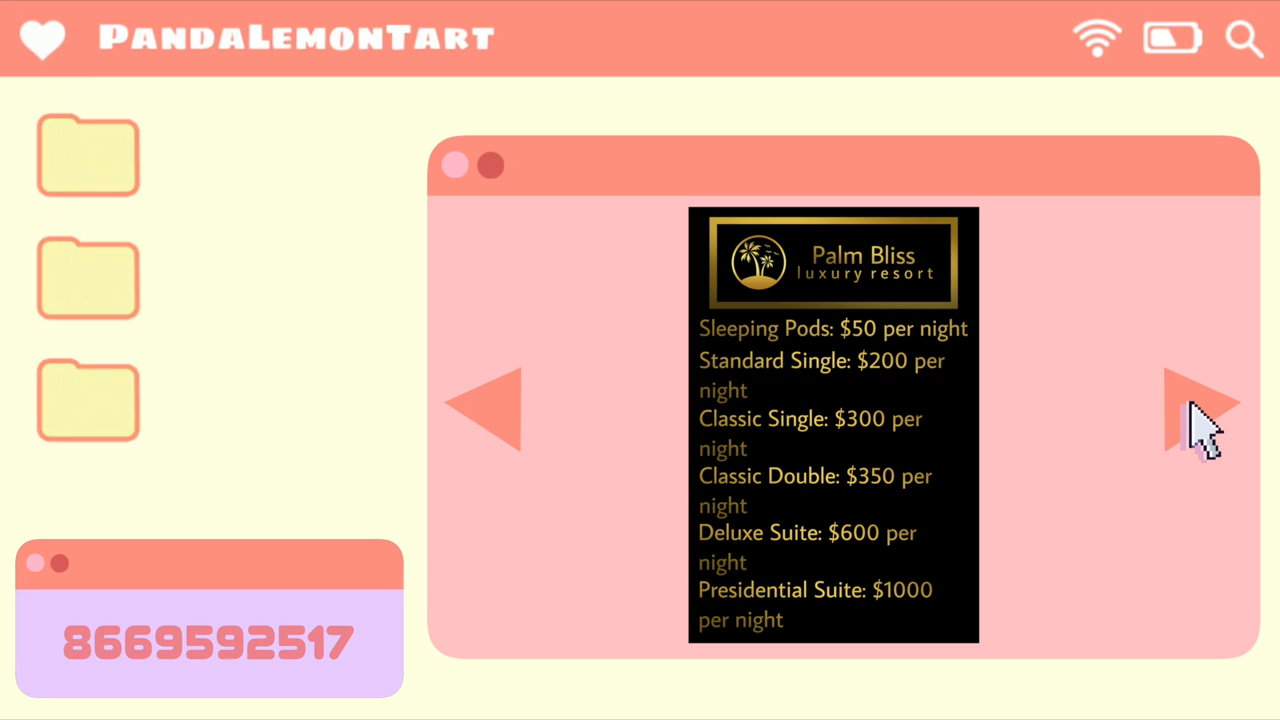 PANDALEMONTART
Palm Bliss
luxury resort
Sleeping Pods: $50 per night
Standard Single: $200 per
night
Classic Single: $300 per
night
Classic Double: $350 per
night
Deluxe Suite: $600 per
night
Presidential Suite: $1000
per night
8669592517